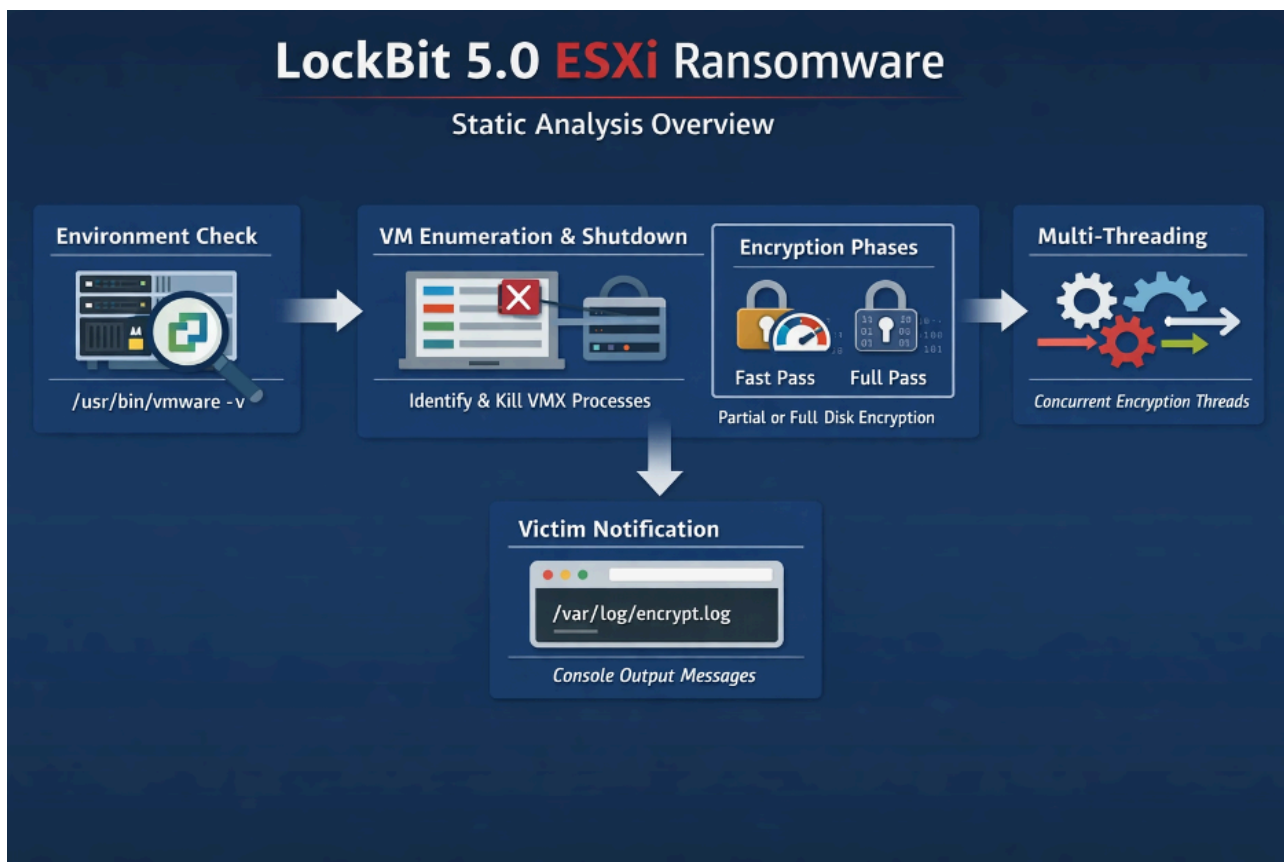 LockBit 5.0 ESXi Ransomware
Static Analysis Overview
Environment Check
/usr/bin/vmware -v
VM Enumeration & Shutdown
Identify & Kill VMX Processes
Encryption Phases
Fast Pass
Full Pass
Partial or Full Disk Encryption
Multi-Threading
Concurrent Encryption Threads
Victim Notification
/var/log/encrypt.log
Console Output Messages